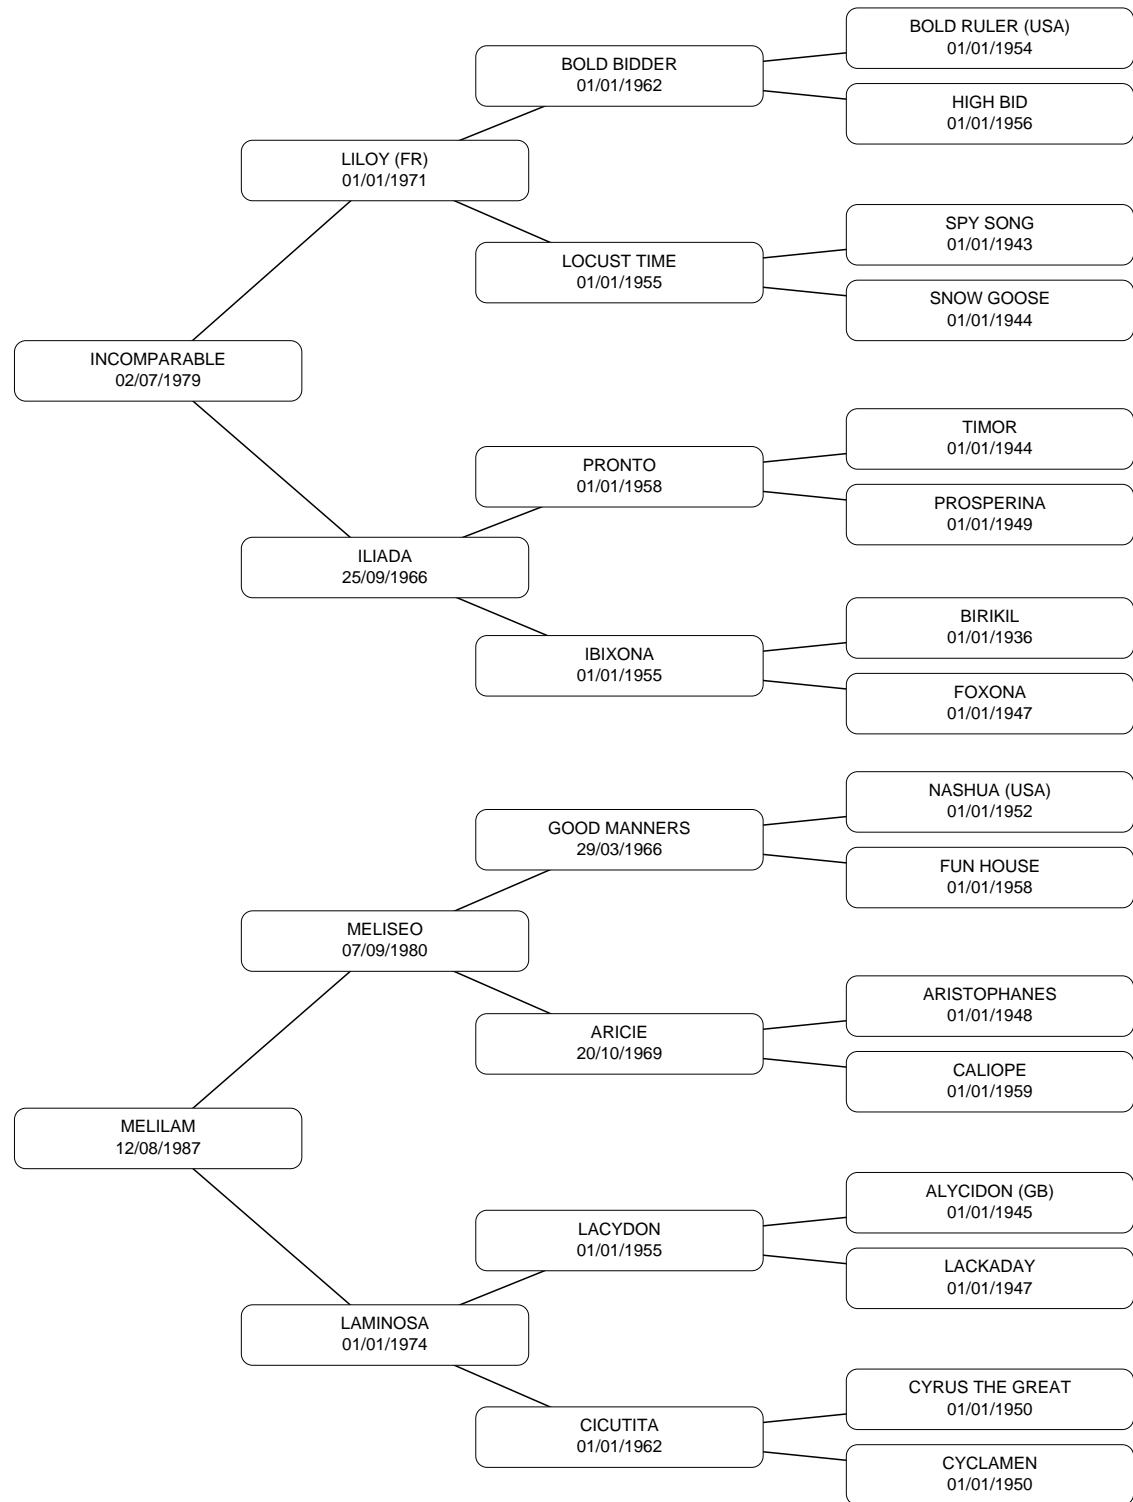 BOLD RULER (USA)
01/01/1954
BOLD BIDDER
01/01/1962
HIGH BID
01/01/1956
LILOY (FR)
01/01/1971
SPY SONG
01/01/1943
LOCUST TIME
01/01/1955
SNOW GOOSE
01/01/1944
INCOMPARABLE
02/07/1979
TIMOR
01/01/1944
PRONTO
01/01/1958
PROSPERINA
01/01/1949
ILIADA
25/09/1966
BIRIKIL
01/01/1936
IBIXONA
01/01/1955
FOXONA
01/01/1947
NASHUA (USA)
01/01/1952
GOOD MANNERS
29/03/1966
FUN HOUSE
01/01/1958
MELISEO
07/09/1980
ARISTOPHANES
01/01/1948
ARICIE
20/10/1969
CALIOPE
01/01/1959
MELILAM
12/08/1987
ALYCIDON (GB)
01/01/1945
LACYDON
01/01/1955
LACKADAY
01/01/1947
LAMINOSA
01/01/1974
CYRUS THE GREAT
01/01/1950
CICUTITA
01/01/1962
CYCLAMEN
01/01/1950